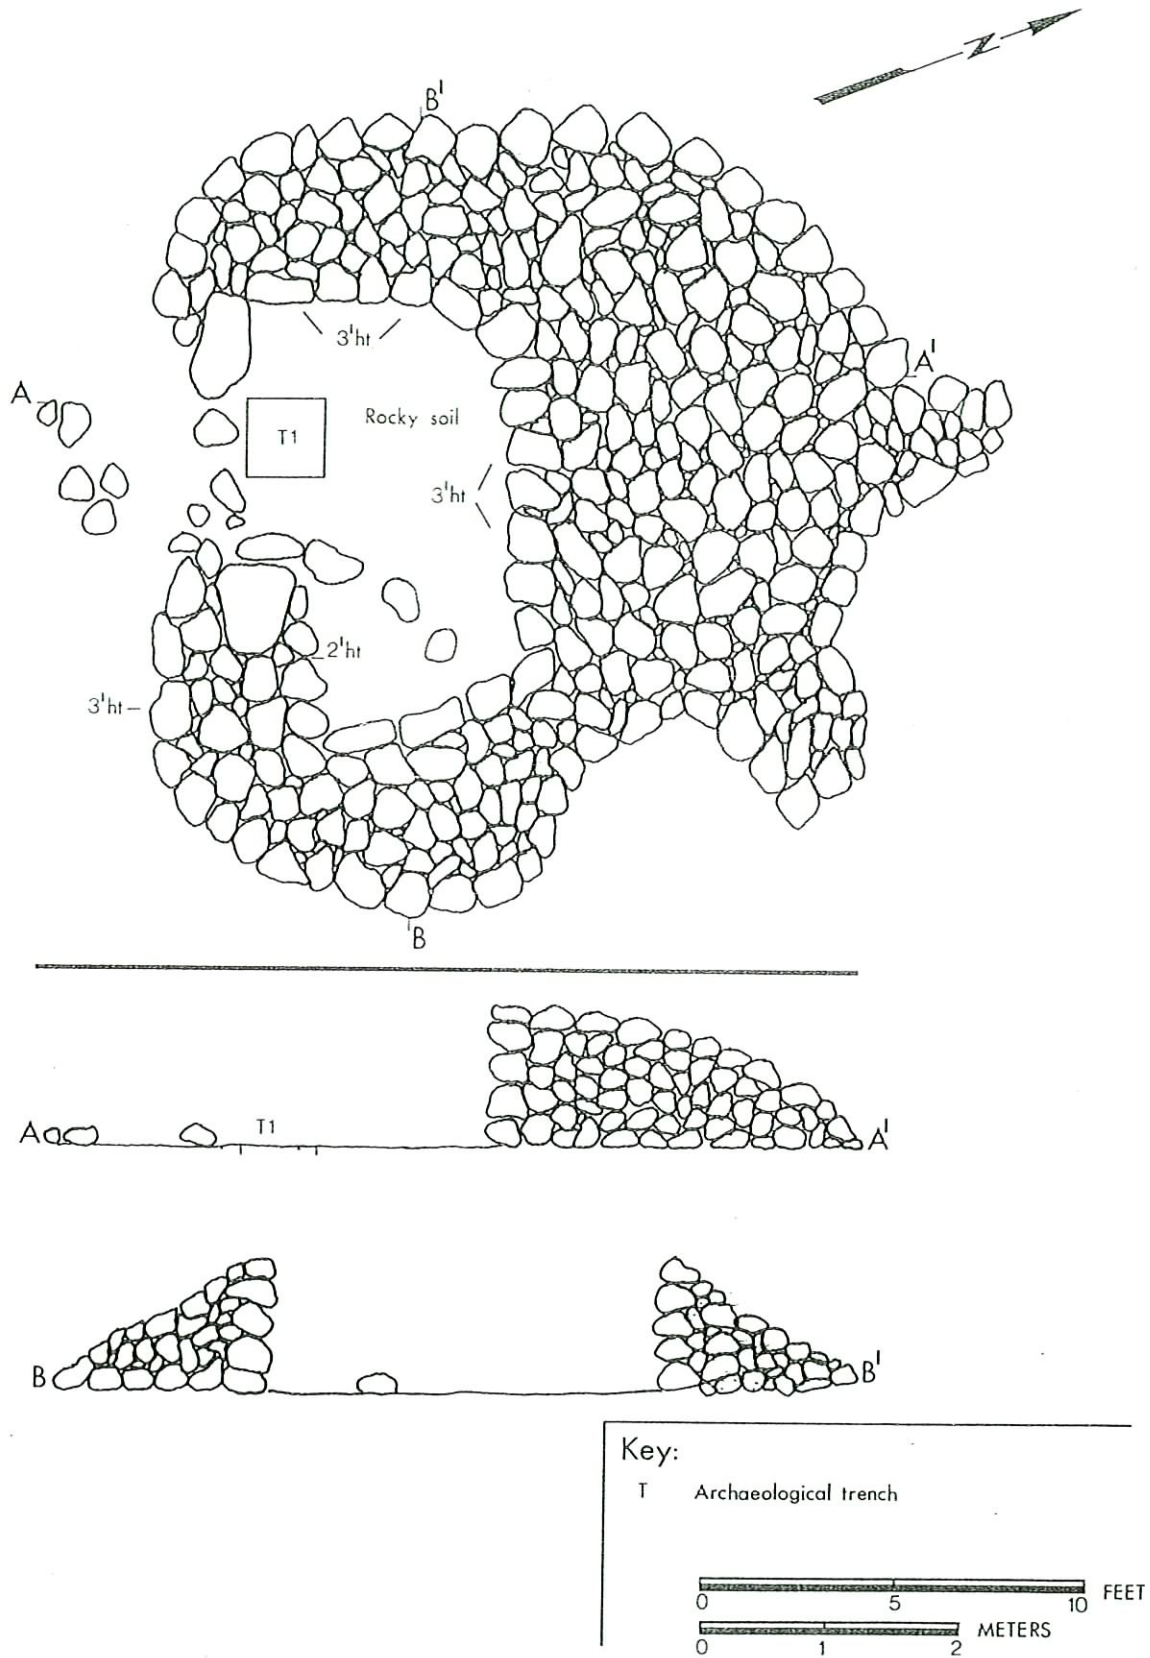 N
B'
3'ht
A
A'
T1
Rocky soil
3'ht
2'ht
3'ht
B
A
T1
A'
B
B'
Key:
T Archaeological trench
0 5 10 FEET
0 1 2 METERS